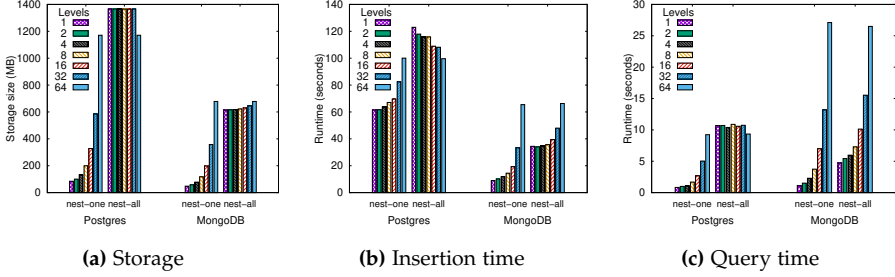 Levels
1
2
4
8
16
32
64
Storage size (MB)
0
200
400
600
800
1000
1200
1400
nest−one nest−all
nest−one nest−all
Postgres
MongoDB
(a) Storage
Levels
1
2
4
8
16
32
64
Runtime (seconds)
0
20
40
60
80
100
120
140
nest−one nest−all
nest−one nest−all
Postgres
MongoDB
(b) Insertion time
Levels
1
2
4
8
16
32
64
Runtime (seconds)
0
5
10
15
20
25
30
nest−one nest−all
nest−one nest−all
Postgres
MongoDB
(c) Query time